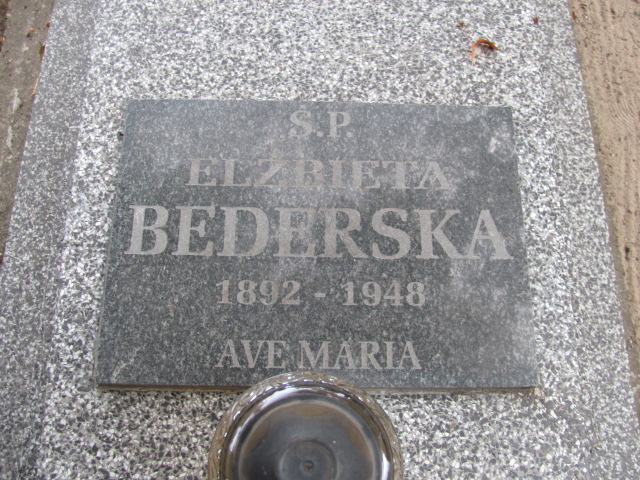 Ś.P.
ELŻBIETA
BEDERSKA
1892 - 1948
AVE MARIA